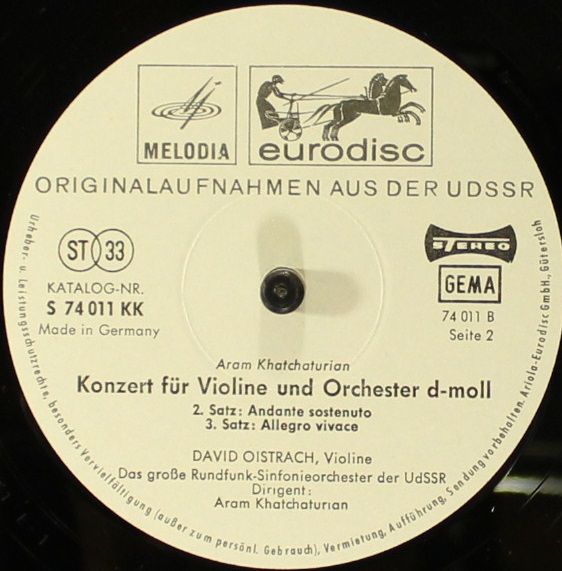 MELODIA
eurodisc
ORIGINALAUFNAHMEN AUS DER UDSSR
ST 33
STEREO
KATALOG-NR.
GEMA
S 74 011 KK
74 011 B
Made in Germany
Seite 2
Aram Khatchaturian
Konzert für Violine und Orchester d-moll
2. Satz: Andante sostenuto
3. Satz: Allegro vivace
DAVID OISTRACH, Violine
Das große Rundfunk-Sinfonieorchester der UdSSR
Dirigent:
Aram Khatchaturian
Urheber- u. Leistungsschutzrechte, besonders Vervielfältigung (außer zum persönl. Gebrauch), Vermietung, Aufführung, Sendung vorbehalten. Ariola-Eurodisc GmbH., Gütersloh